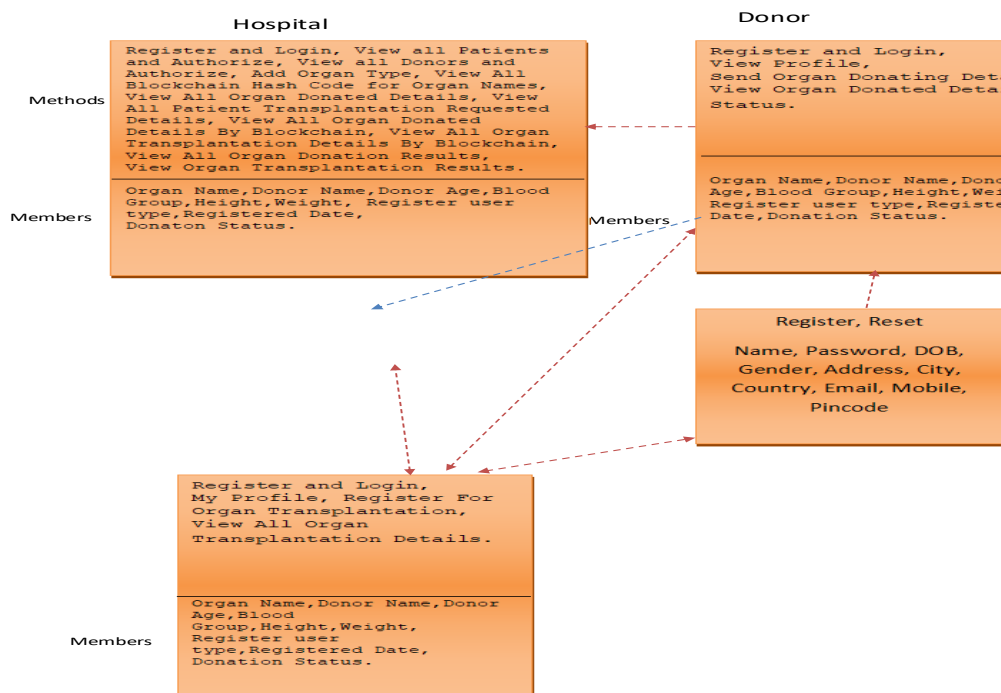 Hospital
Register and Login, View all Patients
and Authorize, View all Donors and
Authorize, Add Organ Type, View All
Blockchain Hash Code for Organ Names,
View All Organ Donated Details, View
All Patient Transplantation Requested
Details, View All Organ Donated
Details By Blockchain, View All Organ
Transplantation Details By Blockchain,
View All Organ Donation Results,
View Organ Transplantation Results.
Methods
Organ Name,Donor Name,Donor Age,Blood
Group,Height,Weight, Register user
type,Registered Date,
Donaton Status.
Members
Donor
Register and Login,
View Profile,
Send Organ Donating
View Organ Donated
Status.
Organ Name,Donor Name,
Age,Blood Group,Height,
Register user type,
Date,Donation Status.
Members
Register, Reset
Name, Password, DOB,
Gender, Address, City,
Country, Email, Mobile,
Pincode
Register and Login,
My Profile, Register For
Organ Transplantation,
View All Organ
Transplantation Details.
Organ Name,Donor Name,Donor
Age,Blood
Group,Height,Weight,
Register user
type,Registered Date,
Donation Status.
Members